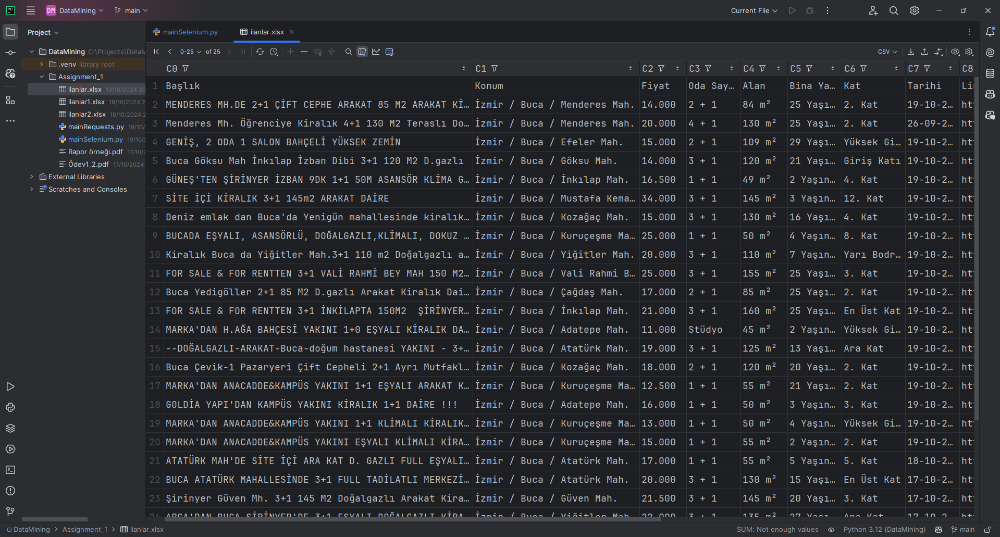 PC DM DataMining main Current File
Project mainSelenium.py ilanlar.xlsx
DataMining C:\Projects\DataM
.venv library root
Assignment_1
ilanlar.xlsx 19/10/2024 20
ilanlar1.xlsx 19/10/2024 2
ilanlar2.xlsx 18/10/2024
mainRequests.py 19/10/
mainSelenium.py 19/10/2
Rapor örneği.pdf 17/10/2
Ödev1_2.pdf 17/10/2024
External Libraries
Scratches and Consoles
0-25 of 25 CSV
C0 C1 C2 C3 C4 C5 C6 C7 C8
1 Başlık Konum Fiyat Oda Say… Alan Bina Ya… Kat Tarihi Li
2 MENDERES MH.DE 2+1 ÇİFT CEPHE ARAKAT 85 M2 ARAKAT Kİ… İzmir / Buca / Menderes Mah. 14.000 2 + 1 84 m² 25 Yaşı… 2. Kat 19-10-2… ht
3 Menderes Mh. Öğrenciye Kiralık 4+1 130 M2 Teraslı Do… İzmir / Buca / Menderes Mah. 20.000 4 + 1 130 m² 25 Yaşı… 2. Kat 26-09-2… ht
4 GENİŞ, 2 ODA 1 SALON BAHÇELİ YÜKSEK ZEMİN İzmir / Buca / Efeler Mah. 15.000 2 + 1 109 m² 29 Yaşı… Yüksek Gi… 19-10-2… ht
5 Buca Göksu Mah İnkılap İzban Dibi 3+1 120 M2 D.gazlı İzmir / Buca / Göksu Mah. 14.000 3 + 1 120 m² 21 Yaşı… Giriş Katı 19-10-2… ht
6 GÜNEŞ'TEN ŞİRİNYER İZBAN 9DK 1+1 50M ASANSÖR KLİMA G… İzmir / Buca / İnkılap Mah. 16.500 1 + 1 49 m² 2 Yaşın… 4. Kat 19-10-2… ht
7 SİTE İÇİ KİRALIK 3+1 145m2 ARAKAT DAİRE İzmir / Buca / Mustafa Kema… 34.000 3 + 1 145 m² 3 Yaşın… 12. Kat 19-10-2… ht
8 Deniz emlak dan Buca'da Yenigün mahallesinde kiralık… İzmir / Buca / Kozağaç Mah. 15.000 3 + 1 130 m² 16 Yaşı… 4. Kat 19-10-2… ht
9 BUCADA EŞYALI, ASANSÖRLÜ, DOĞALGAZLI,KLİMALI, DOKUZ … İzmir / Buca / Kuruçeşme Ma… 25.000 1 + 1 50 m² 4 Yaşın… 8. Kat 19-10-2… ht
10 Kiralık Buca da Yiğitler Mah.3+1 110 m2 Doğalgazlı a… İzmir / Buca / Yiğitler Mah. 20.000 3 + 1 110 m² 7 Yaşın… Yarı Bodr… 19-10-2… ht
11 FOR SALE & FOR RENTTEN 3+1 VALİ RAHMİ BEY MAH 150 M2… İzmir / Buca / Vali Rahmi B… 25.000 3 + 1 155 m² 25 Yaşı… 3. Kat 19-10-2… ht
12 Buca Yedigöller 2+1 85 M2 D.gazlı Arakat Kiralık Dai… İzmir / Buca / Çağdaş Mah. 17.000 2 + 1 85 m² 25 Yaşı… 2. Kat 19-10-2… ht
13 FOR SALE & FOR RENTTEN 3+1 İNKİLAPTA 150M2  ŞİRİNYER… İzmir / Buca / İnkılap Mah. 21.000 3 + 1 160 m² 25 Yaşı… En Üst Kat 19-10-2… ht
14 MARKA'DAN H.AĞA BAHÇESİ YAKINI 1+0 EŞYALI KİRALIK DA… İzmir / Buca / Adatepe Mah. 11.000 Stüdyo 45 m² 2 Yaşın… Yüksek Gi… 19-10-2… ht
15 --DOĞALGAZLI-ARAKAT-Buca-doğum hastanesi YAKINI - 3+… İzmir / Buca / Atatürk Mah. 19.000 3 + 1 125 m² 13 Yaşı… Ara Kat 19-10-2… ht
16 Buca Çevik-1 Pazaryeri Çift Cepheli 2+1 Ayrı Mutfakl… İzmir / Buca / Kozağaç Mah. 18.000 2 + 1 120 m² 20 Yaşı… 2. Kat 19-10-2… ht
17 MARKA'DAN ANACADDE&KAMPÜS YAKINI 1+1 EŞYALI ARAKAT K… İzmir / Buca / Kuruçeşme Ma… 12.500 1 + 1 55 m² 21 Yaşı… 2. Kat 19-10-2… ht
18 GOLDİA YAPI'DAN KAMPÜS YAKINI KİRALIK 1+1 DAİRE !!! İzmir / Buca / Adatepe Mah. 16.000 1 + 1 50 m² 3 Yaşın… 3. Kat 19-10-2… ht
19 MARKA'DAN ANACADDE&KAMPÜS YAKINI 1+1 KLİMALI KİRALIK… İzmir / Buca / Kuruçeşme Ma… 13.000 1 + 1 50 m² 4 Yaşın… Yüksek Gi… 19-10-2… ht
20 MARKA'DAN ANACADDE&KAMPÜS YAKINI EŞYALI KLİMALI KİRA… İzmir / Buca / Kuruçeşme Ma… 15.000 1 + 1 55 m² 2 Yaşın… 2. Kat 19-10-2… ht
21 ATATÜRK MAH'DE SİTE İÇİ ARA KAT D. GAZLI FULL EŞYALI… İzmir / Buca / Atatürk Mah. 17.000 1 + 1 55 m² 5 Yaşın… 5. Kat 18-10-2… ht
22 BUCA ATATÜRK MAHALLESİNDE 3+1 FULL TADİLATLI MERKEZİ… İzmir / Buca / Atatürk Mah. 20.000 3 + 1 130 m² 15 Yaşı… En Üst Kat 17-10-2… ht
23 Şirinyer Güven Mh. 3+1 145 M2 Doğalgazlı Arakat Kira… İzmir / Buca / Güven Mah. 21.500 3 + 1 145 m² 20 Yaşı… 3. Kat 17-10-2… ht
24 ARCA'DAN BUCA ŞİRİNYER'DE 3+1 EŞYALI DOĞALGAZLI KİRA… İzmir / Buca / Yiğitler Mah. 22.000 3 + 1 135 m² 27 Yaşı… Ara Kat 17-10-2… ht
DataMining > Assignment_1 > ilanlar.xlsx SUM: Not enough values Python 3.12 (DataMining) main